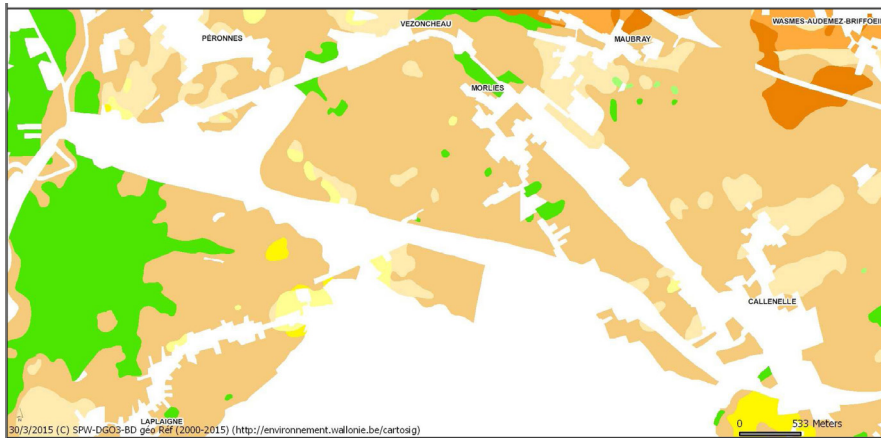 VEZONCHEAU
WASMES-AUDEMEZ-BRIFFOEIL
PÉRONNES
MAUBRAY
MORLIES
CALLENELLE
LAPLAIGNE
0 533 Meters
30/3/2015 (C) SPW-DGO3-BD géo Réf (2000-2015) (http://environnement.wallonie.be/cartosig)